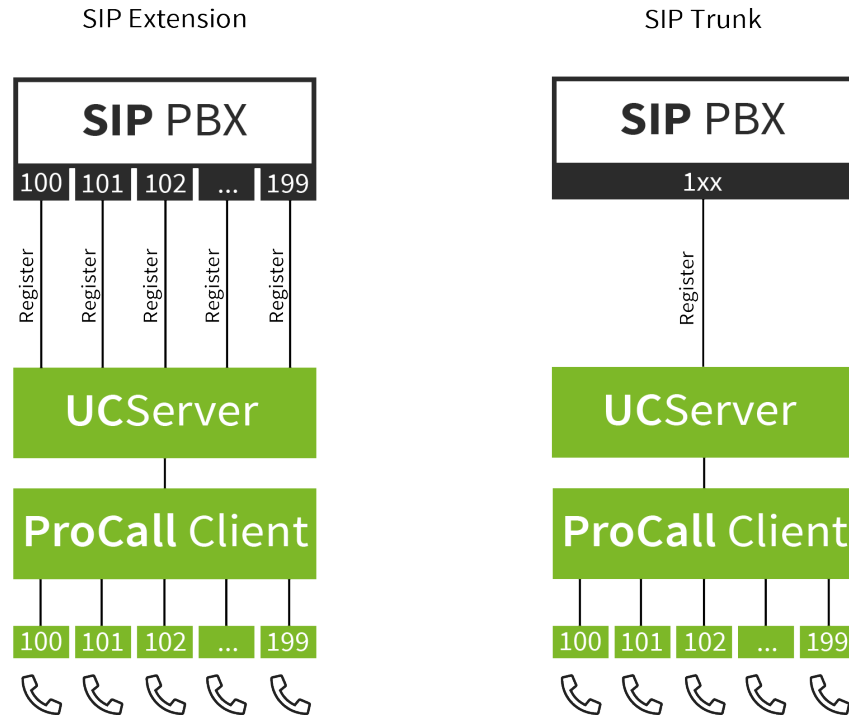 SIP Extension
SIP PBX
100 101 102 ... 199
Register Register Register Register Register
UCServer
ProCall Client
100 101 102 ... 199
SIP Trunk
SIP PBX
1xx
Register
UCServer
ProCall Client
100 101 102 ... 199